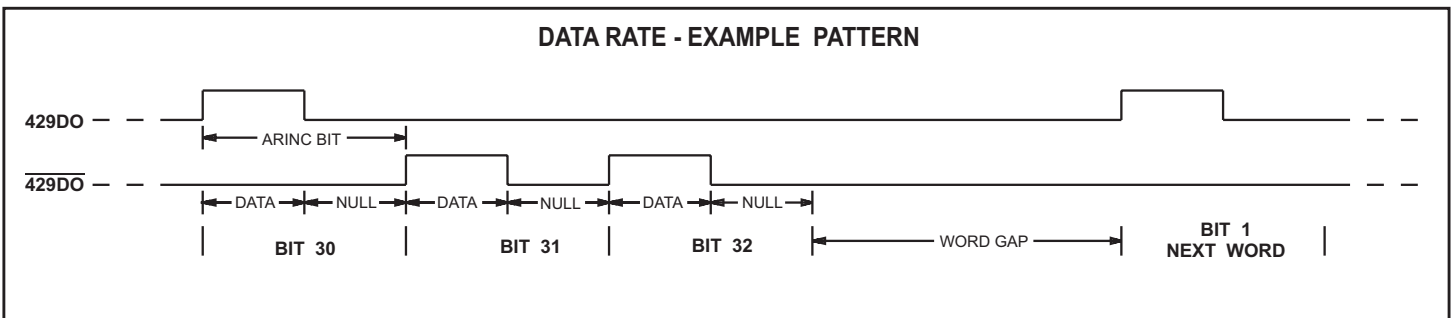 DATA RATE - EXAMPLE PATTERN
429DO
ARINC BIT
429DO
DATA NULL DATA NULL DATA NULL
BIT 30 BIT 31 BIT 32 WORD GAP BIT 1
NEXT WORD